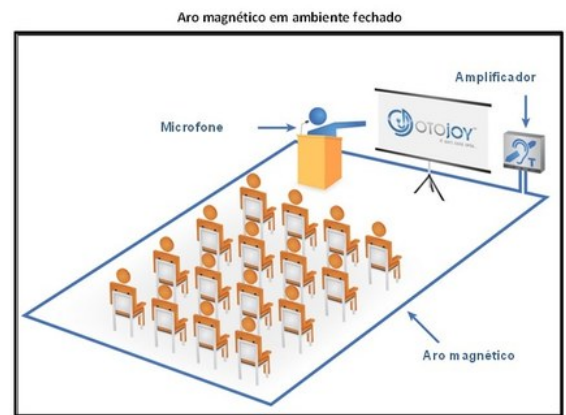 Aro magnético em ambiente fechado
Amplificador
Microfone
OTOJOY
T
Aro magnético